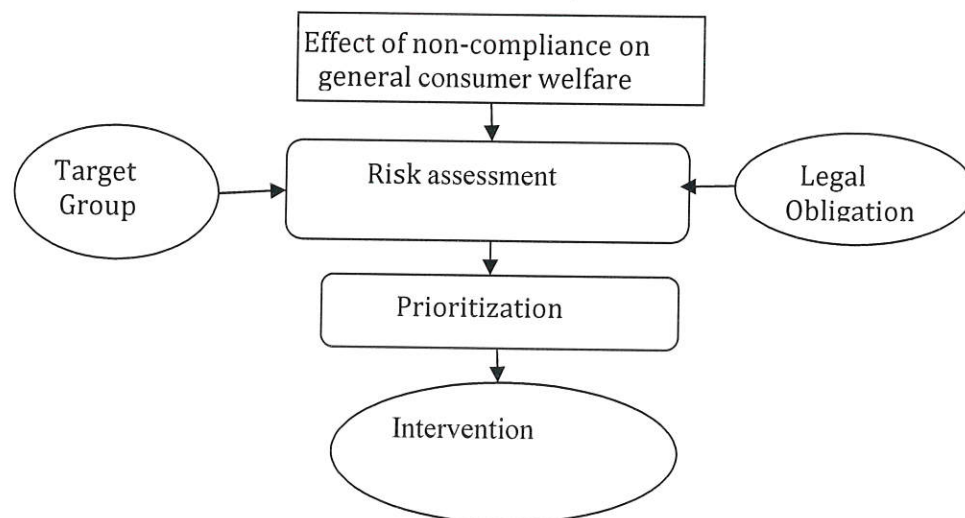 Effect of non-compliance on
general consumer welfare
Target
Group
Risk assessment
Legal
Obligation
Prioritization
Intervention